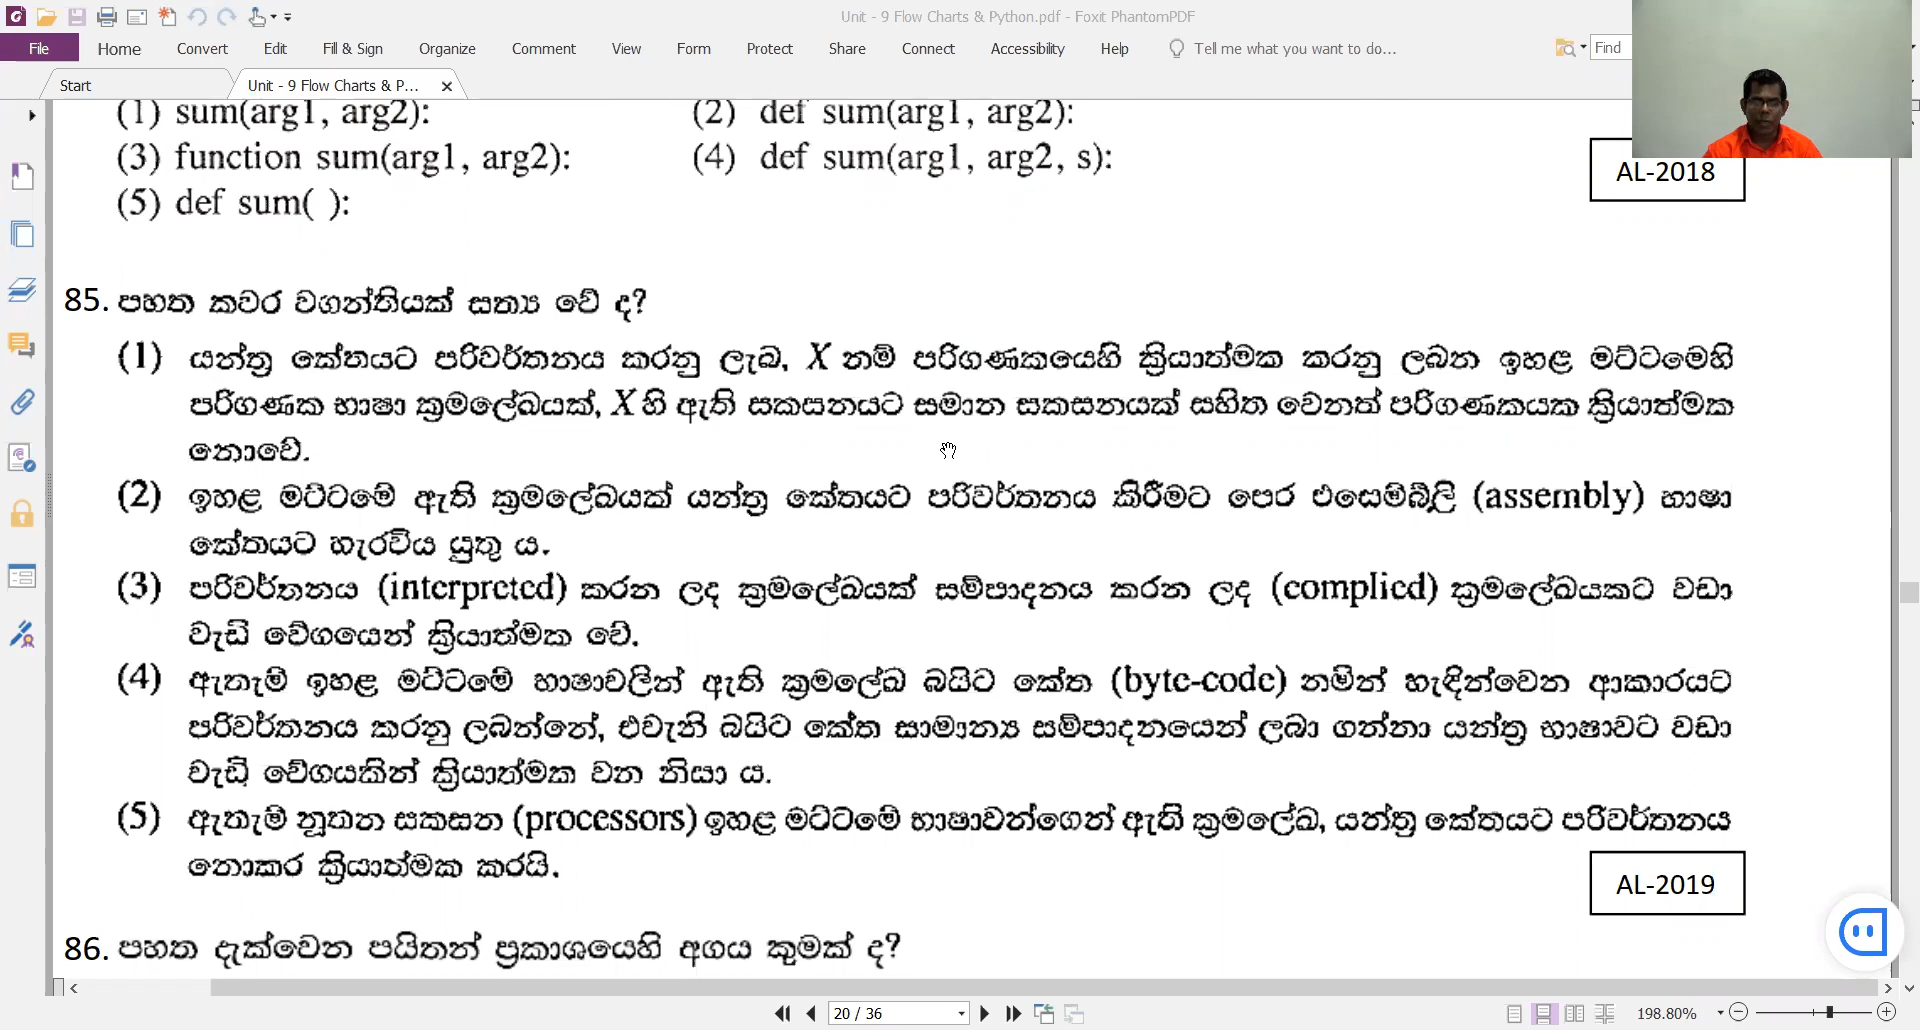 Unit - 9 Flow Charts & Python.pdf - Foxit PhantomPDF
File Home Convert Edit Fill & Sign Organize Comment View Form Protect Share Connect Accessibility Help Tell me what you want to do... Find
Start Unit - 9 Flow Charts & P...
(1) sum(arg1, arg2): (2) def sum(arg1, arg2):
(3) function sum(arg1, arg2): (4) def sum(arg1, arg2, s):
AL-2018
(5) def sum( ):
85. පහත කවර වගන්තියක් සත්‍ය වේ ද?
(1) යන්ත්‍ර කේතයට පරිවර්තනය කරනු ලැබ, X නම් පරිගණකයෙහි ක්‍රියාත්මක කරනු ලබන ඉහළ මට්ටමෙහි
පරිගණක භාෂා ක්‍රමලේඛයක්, X හි ඇති සකසනයට සමාන සකසනයක් සහිත වෙනත් පරිගණකයක ක්‍රියාත්මක
නොවේ.
(2) ඉහළ මට්ටමේ ඇති ක්‍රමලේඛයක් යන්ත්‍ර කේතයට පරිවර්තනය කිරීමට පෙර එසෙම්බ්ලි (assembly) භාෂා
කේතයට හැරවිය යුතු ය.
(3) පරිවර්තනය (interpreted) කරන ලද ක්‍රමලේඛයක් සම්පාදනය කරන ලද (complied) ක්‍රමලේඛයකට වඩා
වැඩි වේගයෙන් ක්‍රියාත්මක වේ.
(4) ඇතැම් ඉහළ මට්ටමේ භාෂාවලින් ඇති ක්‍රමලේඛ බයිට කේත (byte-code) නමින් හැඳින්වෙන ආකාරයට
පරිවර්තනය කරනු ලබන්නේ, එවැනි බයිට කේත සාමාන්‍ය සම්පාදනයෙන් ලබා ගන්නා යන්ත්‍ර භාෂාවට වඩා
වැඩි වේගයකින් ක්‍රියාත්මක වන නිසා ය.
(5) ඇතැම් නූතන සකසන (processors) ඉහළ මට්ටමේ භාෂාවන්ගෙන් ඇති ක්‍රමලේඛ, යන්ත්‍ර කේතයට පරිවර්තනය
නොකර ක්‍රියාත්මක කරයි.
AL-2019
86. පහත දැක්වෙන පයිතන් ප්‍රකාශයෙහි අගය කුමක් ද?
20 / 36 198.80%